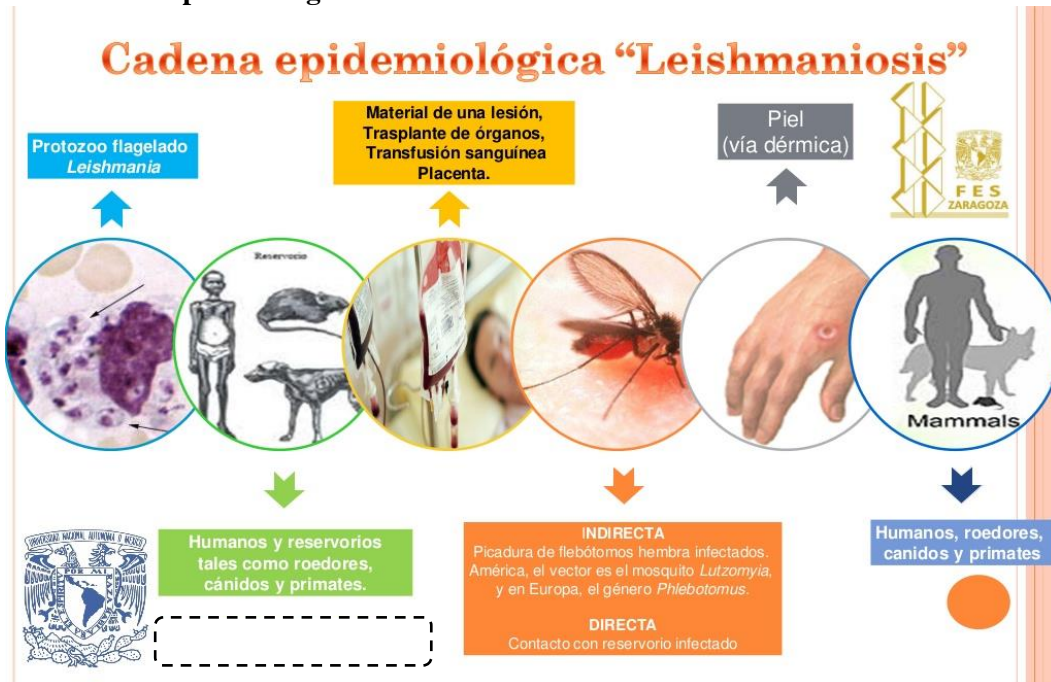 Cadena epidemiológica “Leishmaniosis”
Protozoo flagelado
Leishmania
Material de una lesión,
Trasplante de órganos,
Transfusión sanguínea
Placenta.
Piel
(vía dérmica)
FES
ZARAGOZA
Reservorio
Mammals
Humanos y reservorios
tales como roedores,
cánidos y primates.
INDIRECTA
Picadura de flebótomos hembra infectados.
América, el vector es el mosquito Lutzomyia,
y en Europa, el género Phlebotomus.
DIRECTA
Contacto con reservorio infectado
Humanos, roedores,
canidos y primates